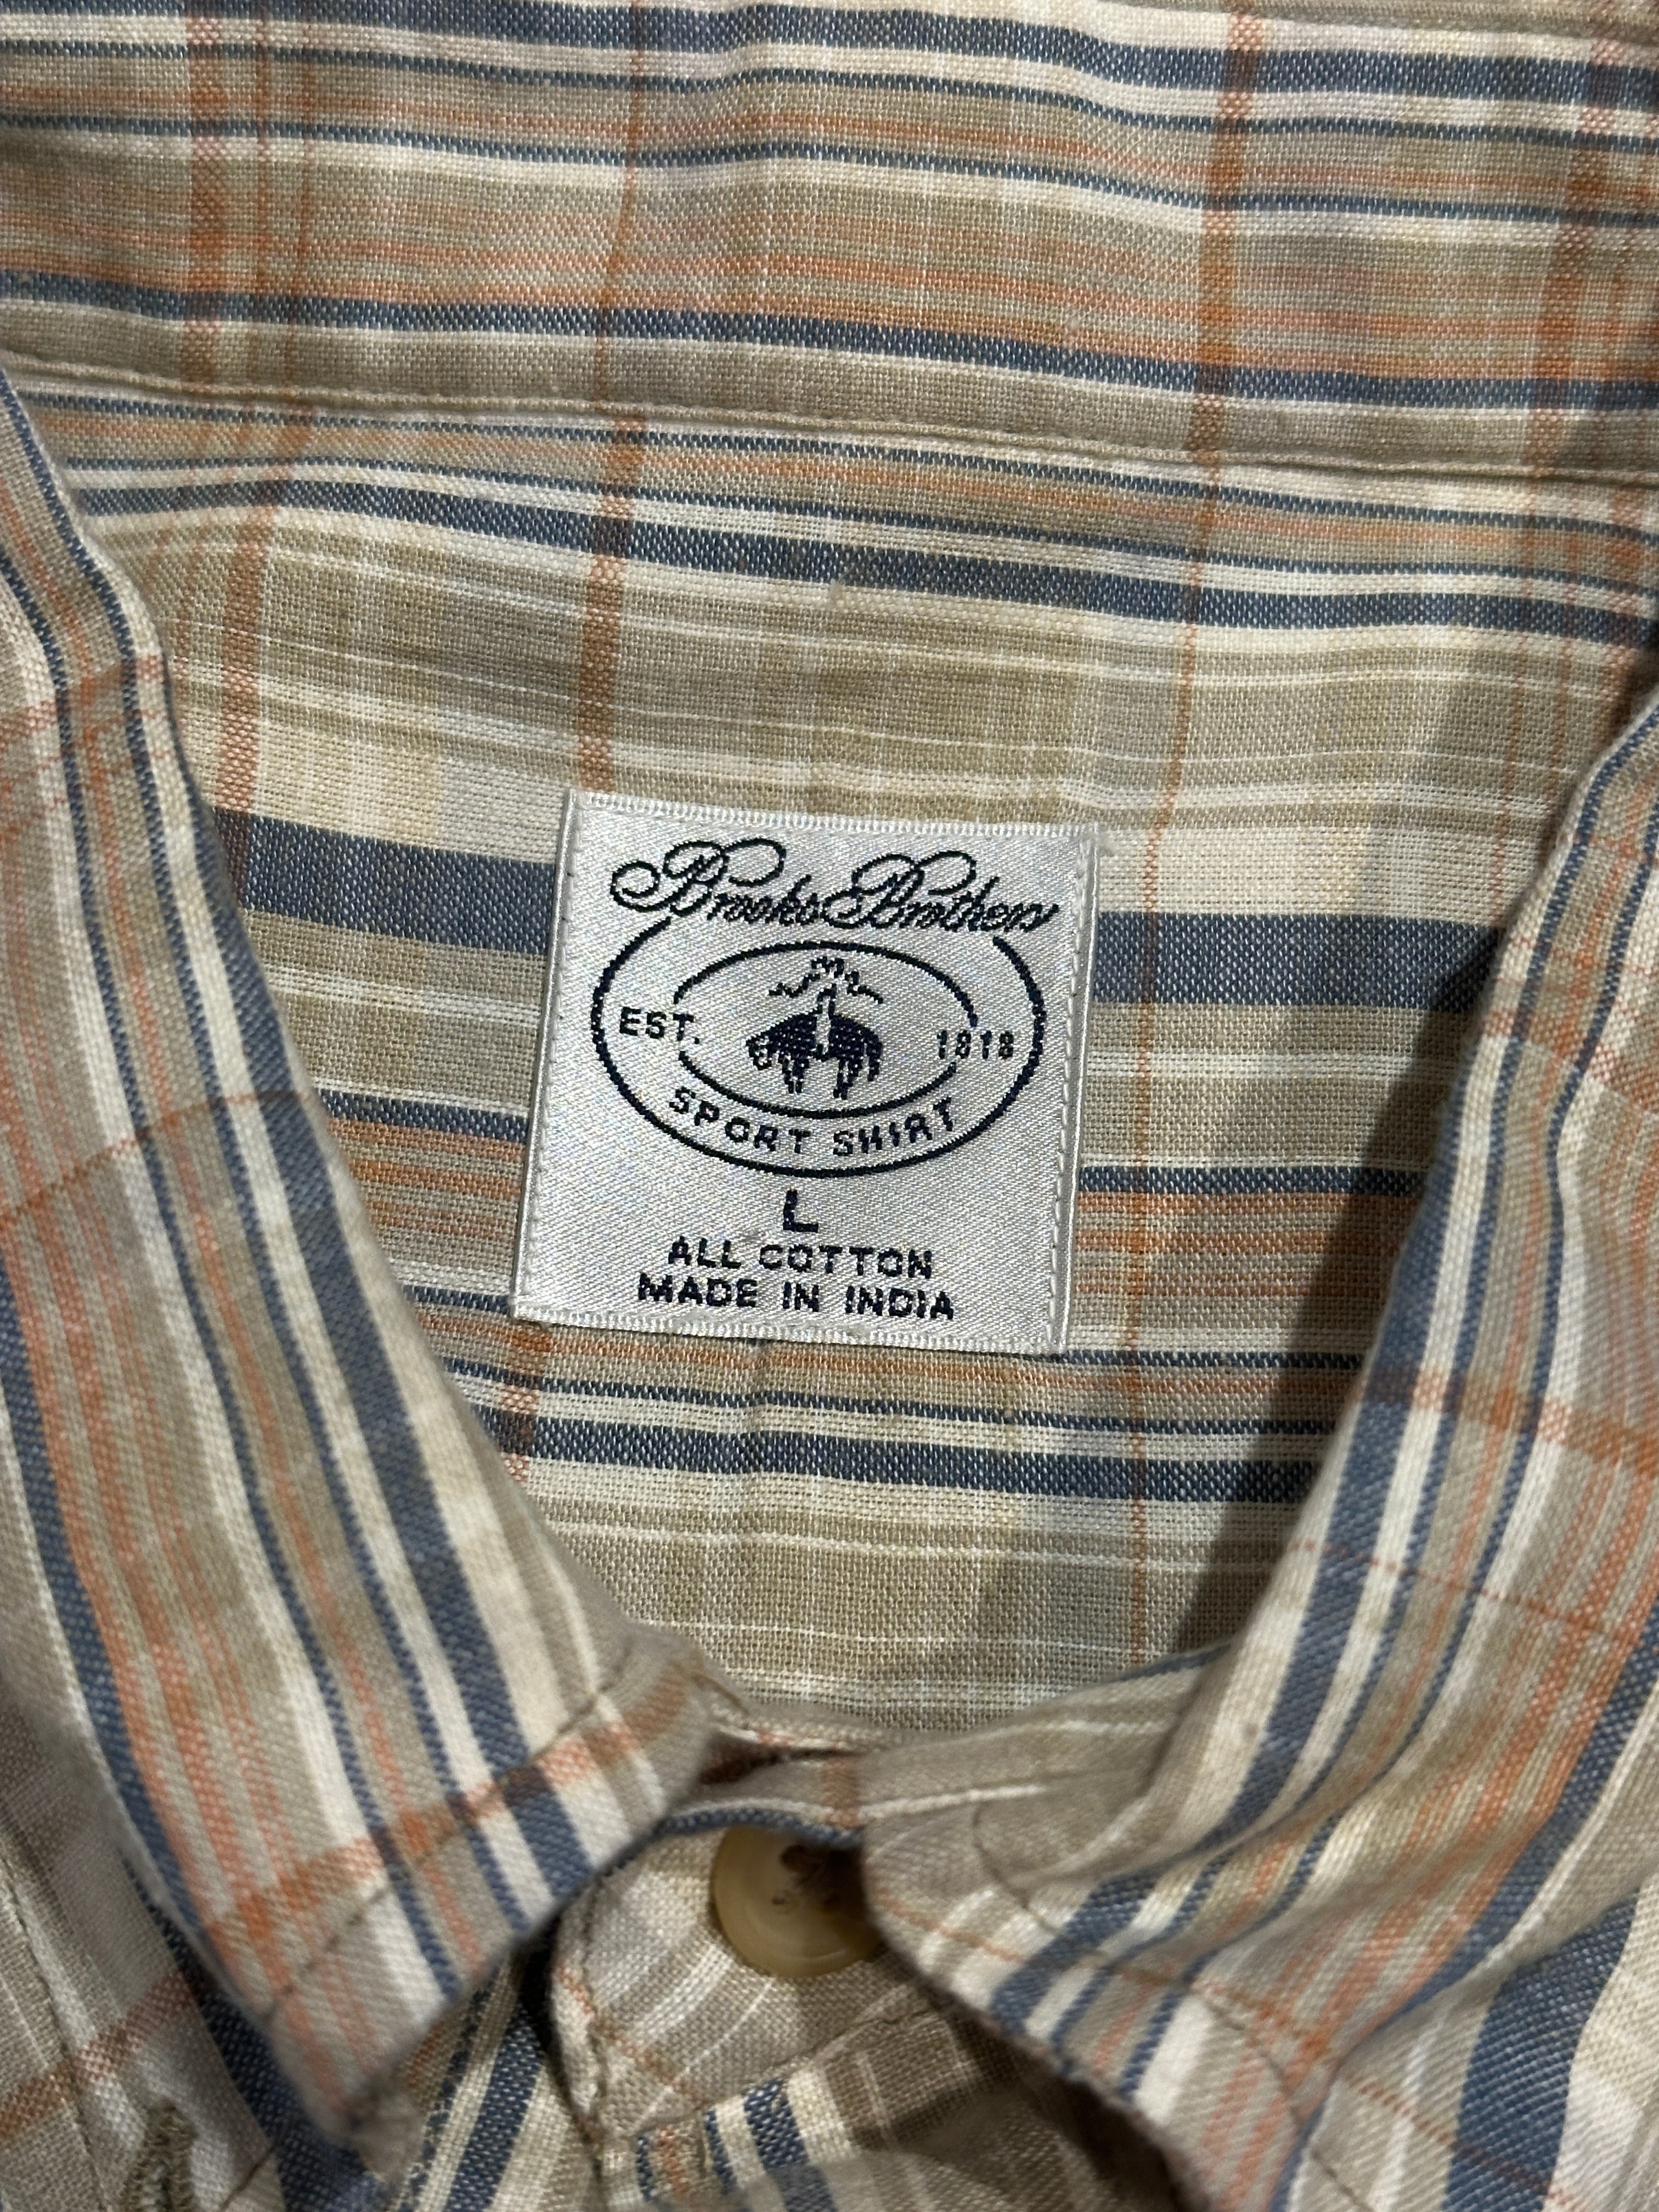 Brooks Brothers
EST. 1818
SPORT SHIRT
L
ALL COTTON
MADE IN INDIA